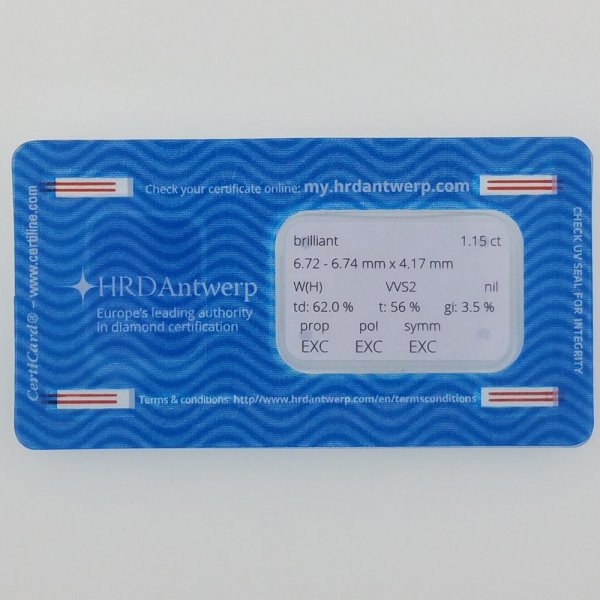 Check your certificate online: my.hrdantwerp.com
CertiCard® - www.certiline.com
HRDAntwerp
Europe's leading authority
in diamond certification
brilliant 1.15 ct
6.72 - 6.74 mm x 4.17 mm
W(H) VVS2 nil
td: 62.0 % t: 56 % gi: 3.5 %
prop pol symm
EXC EXC EXC
CHECK UV SEAL FOR INTEGRITY
Terms & conditions: http//www.hrdantwerp.com/en/termsconditions